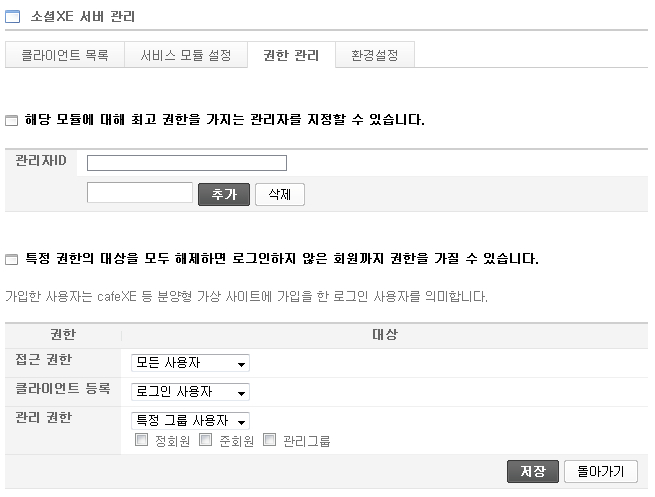 소셜XE 서버 관리
클라이언트 목록 서비스 모듈 설정 권한 관리 환경설정
해당 모듈에 대해 최고 권한을 가지는 관리자를 지정할 수 있습니다.
관리자ID
추가 삭제
특정 권한의 대상을 모두 해제하면 로그인하지 않은 회원까지 권한을 가질 수 있습니다.
가입한 사용자는 cafeXE 등 분양형 가상 사이트에 가입을 한 로그인 사용자를 의미합니다.
권한 대상
접근 권한 모든 사용자
클라이언트 등록 로그인 사용자
관리 권한 특정 그룹 사용자
정회원 준회원 관리그룹
저장 돌아가기